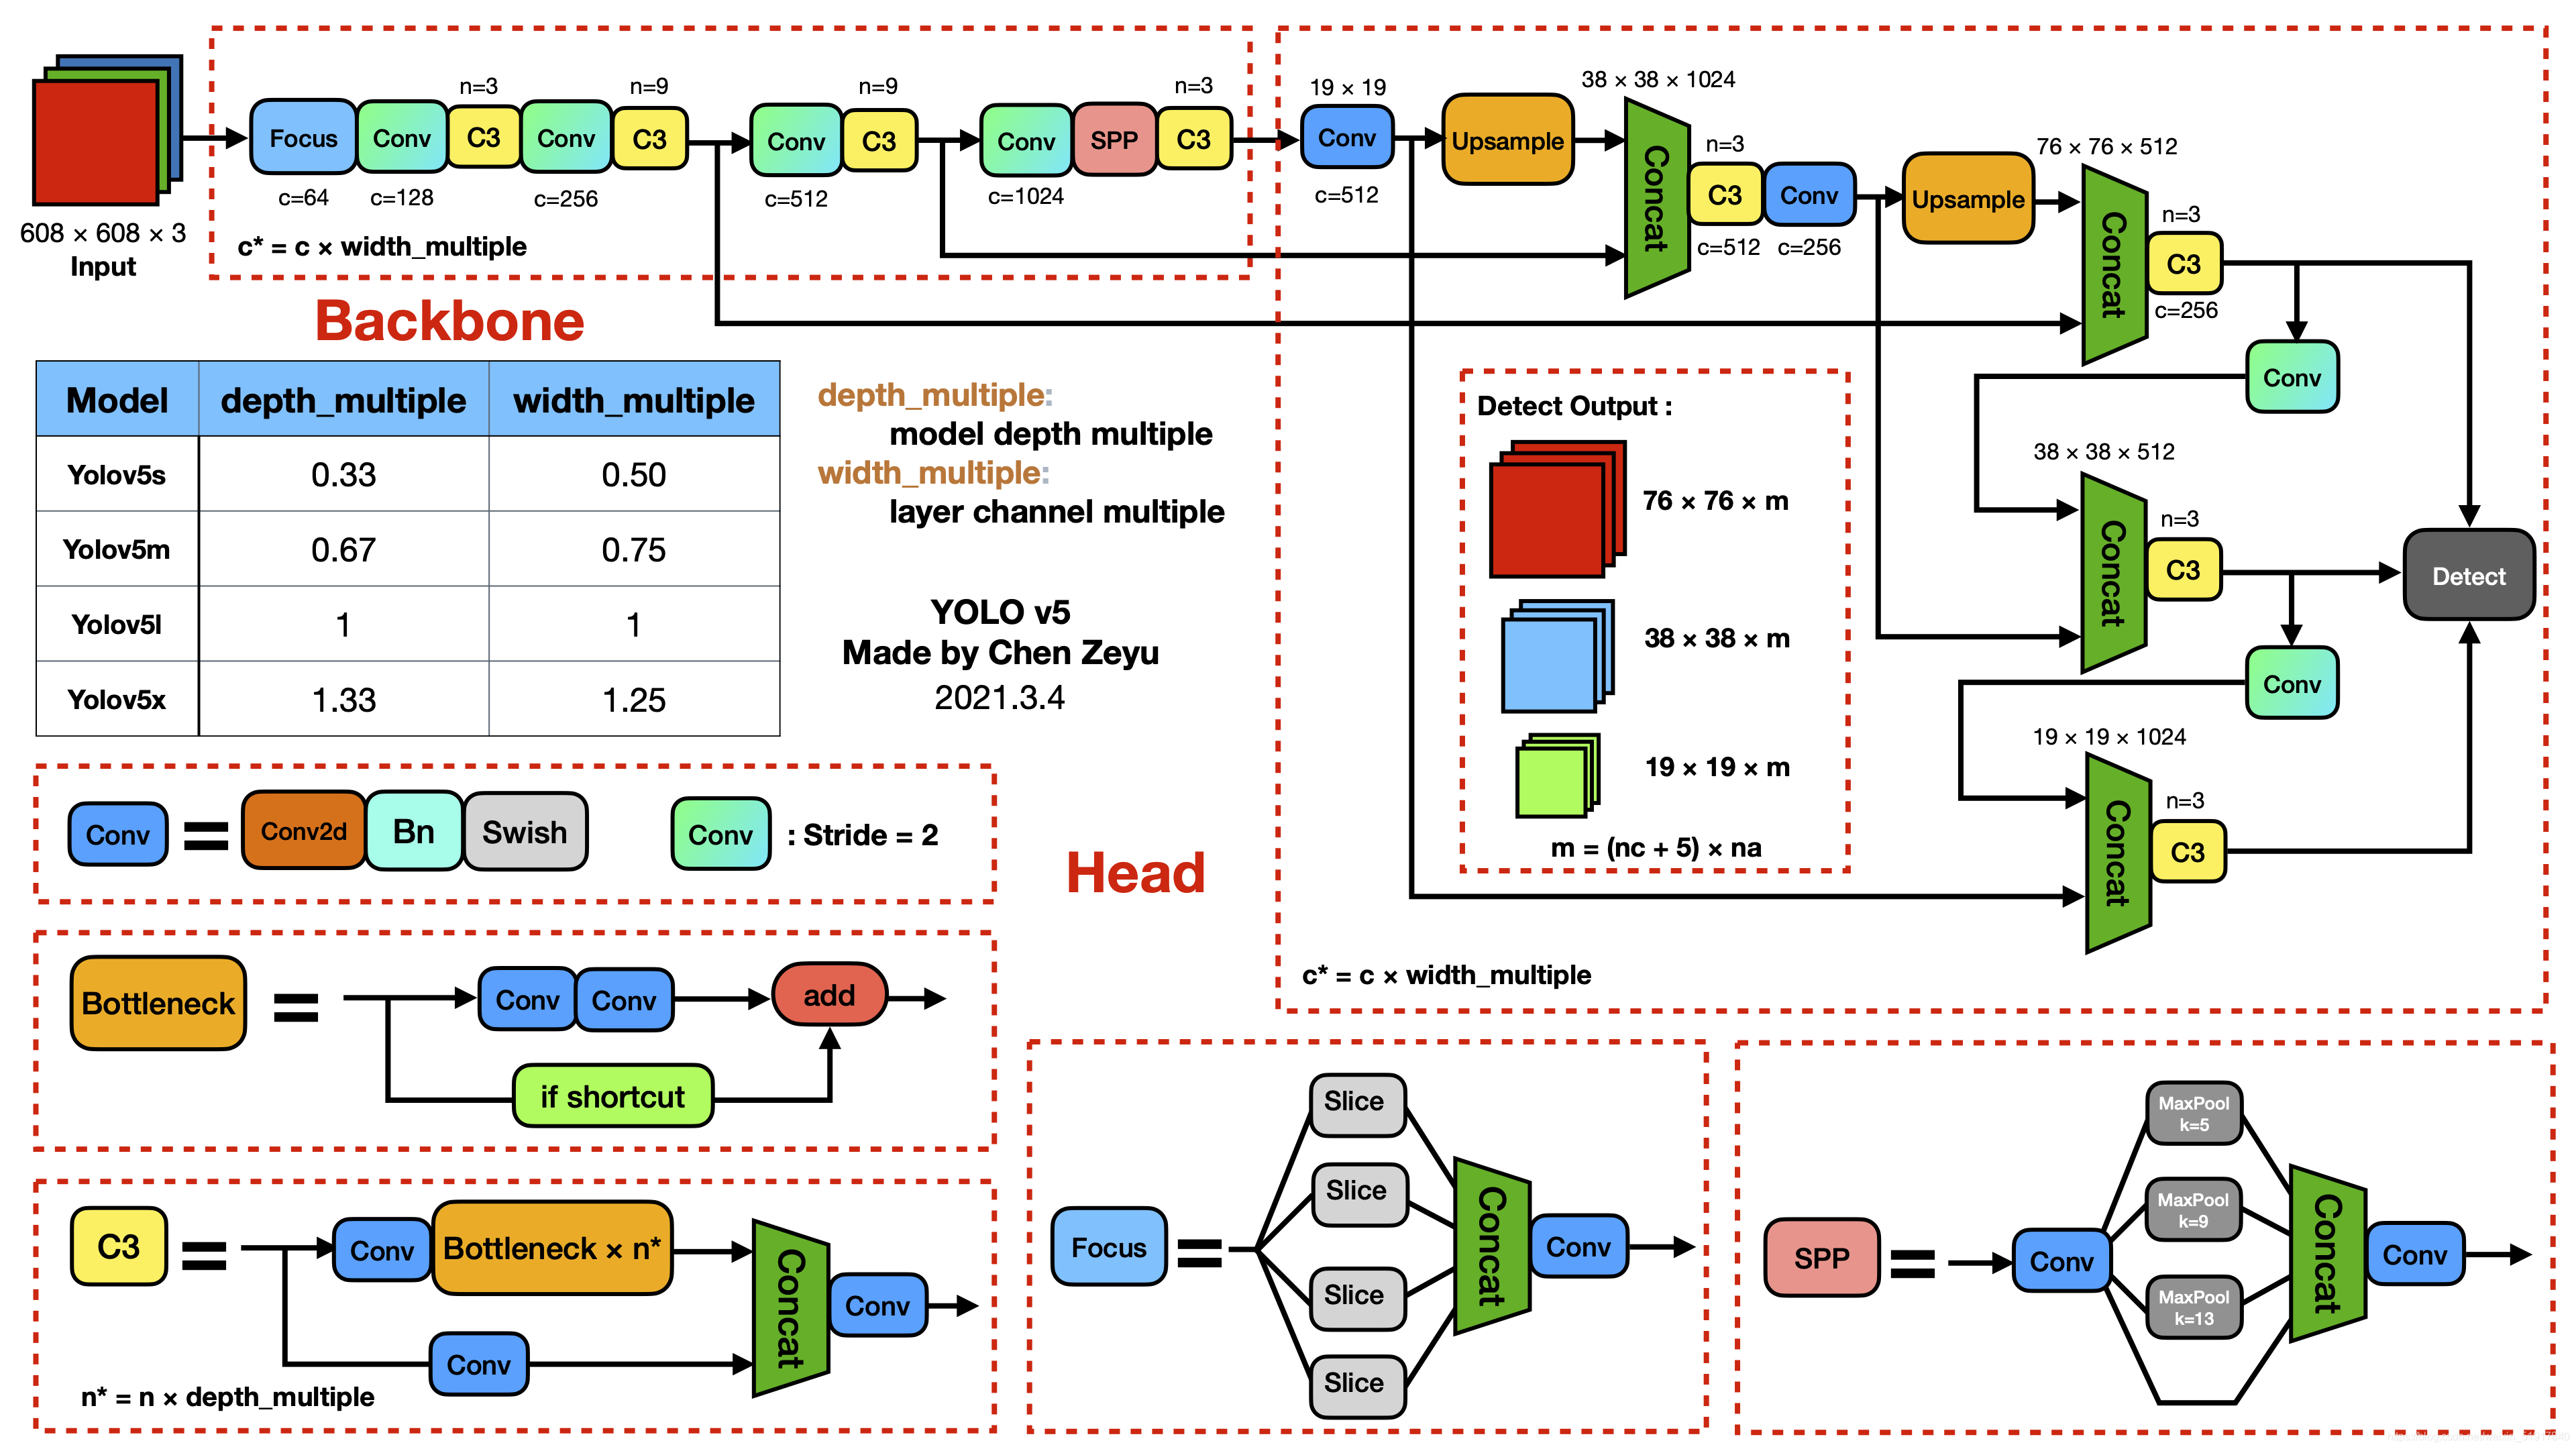 608 × 608 × 3
Input
n=3
n=9
n=9
n=3
Focus
Conv
C3
Conv
C3
Conv
C3
Conv
SPP
C3
c=64
c=128
c=256
c=512
c=1024
c* = c × width_multiple
Backbone
19 × 19
Conv
c=512
Upsample
38 × 38 × 1024
Concat
n=3
C3
Conv
c=512
c=256
Upsample
76 × 76 × 512
Concat
n=3
C3
c=256
Conv
38 × 38 × 512
Concat
n=3
C3
Detect
Conv
19 × 19 × 1024
Concat
n=3
C3
Detect Output :
76 × 76 × m
38 × 38 × m
19 × 19 × m
m = (nc + 5) × na
c* = c × width_multiple
Head
Model depth_multiple width_multiple
Yolov5s 0.33 0.50
Yolov5m 0.67 0.75
Yolov5l 1 1
Yolov5x 1.33 1.25
depth_multiple:
model depth multiple
width_multiple:
layer channel multiple
YOLO v5
Made by Chen Zeyu
2021.3.4
Conv = Conv2d Bn Swish
Conv : Stride = 2
Bottleneck =
Conv Conv add
if shortcut
C3 =
Conv Bottleneck × n*
Concat
Conv
Conv
n* = n × depth_multiple
Focus =
Slice
Slice
Slice
Slice
Concat
Conv
SPP =
Conv
MaxPool
k=5
MaxPool
k=9
MaxPool
k=13
Concat
Conv